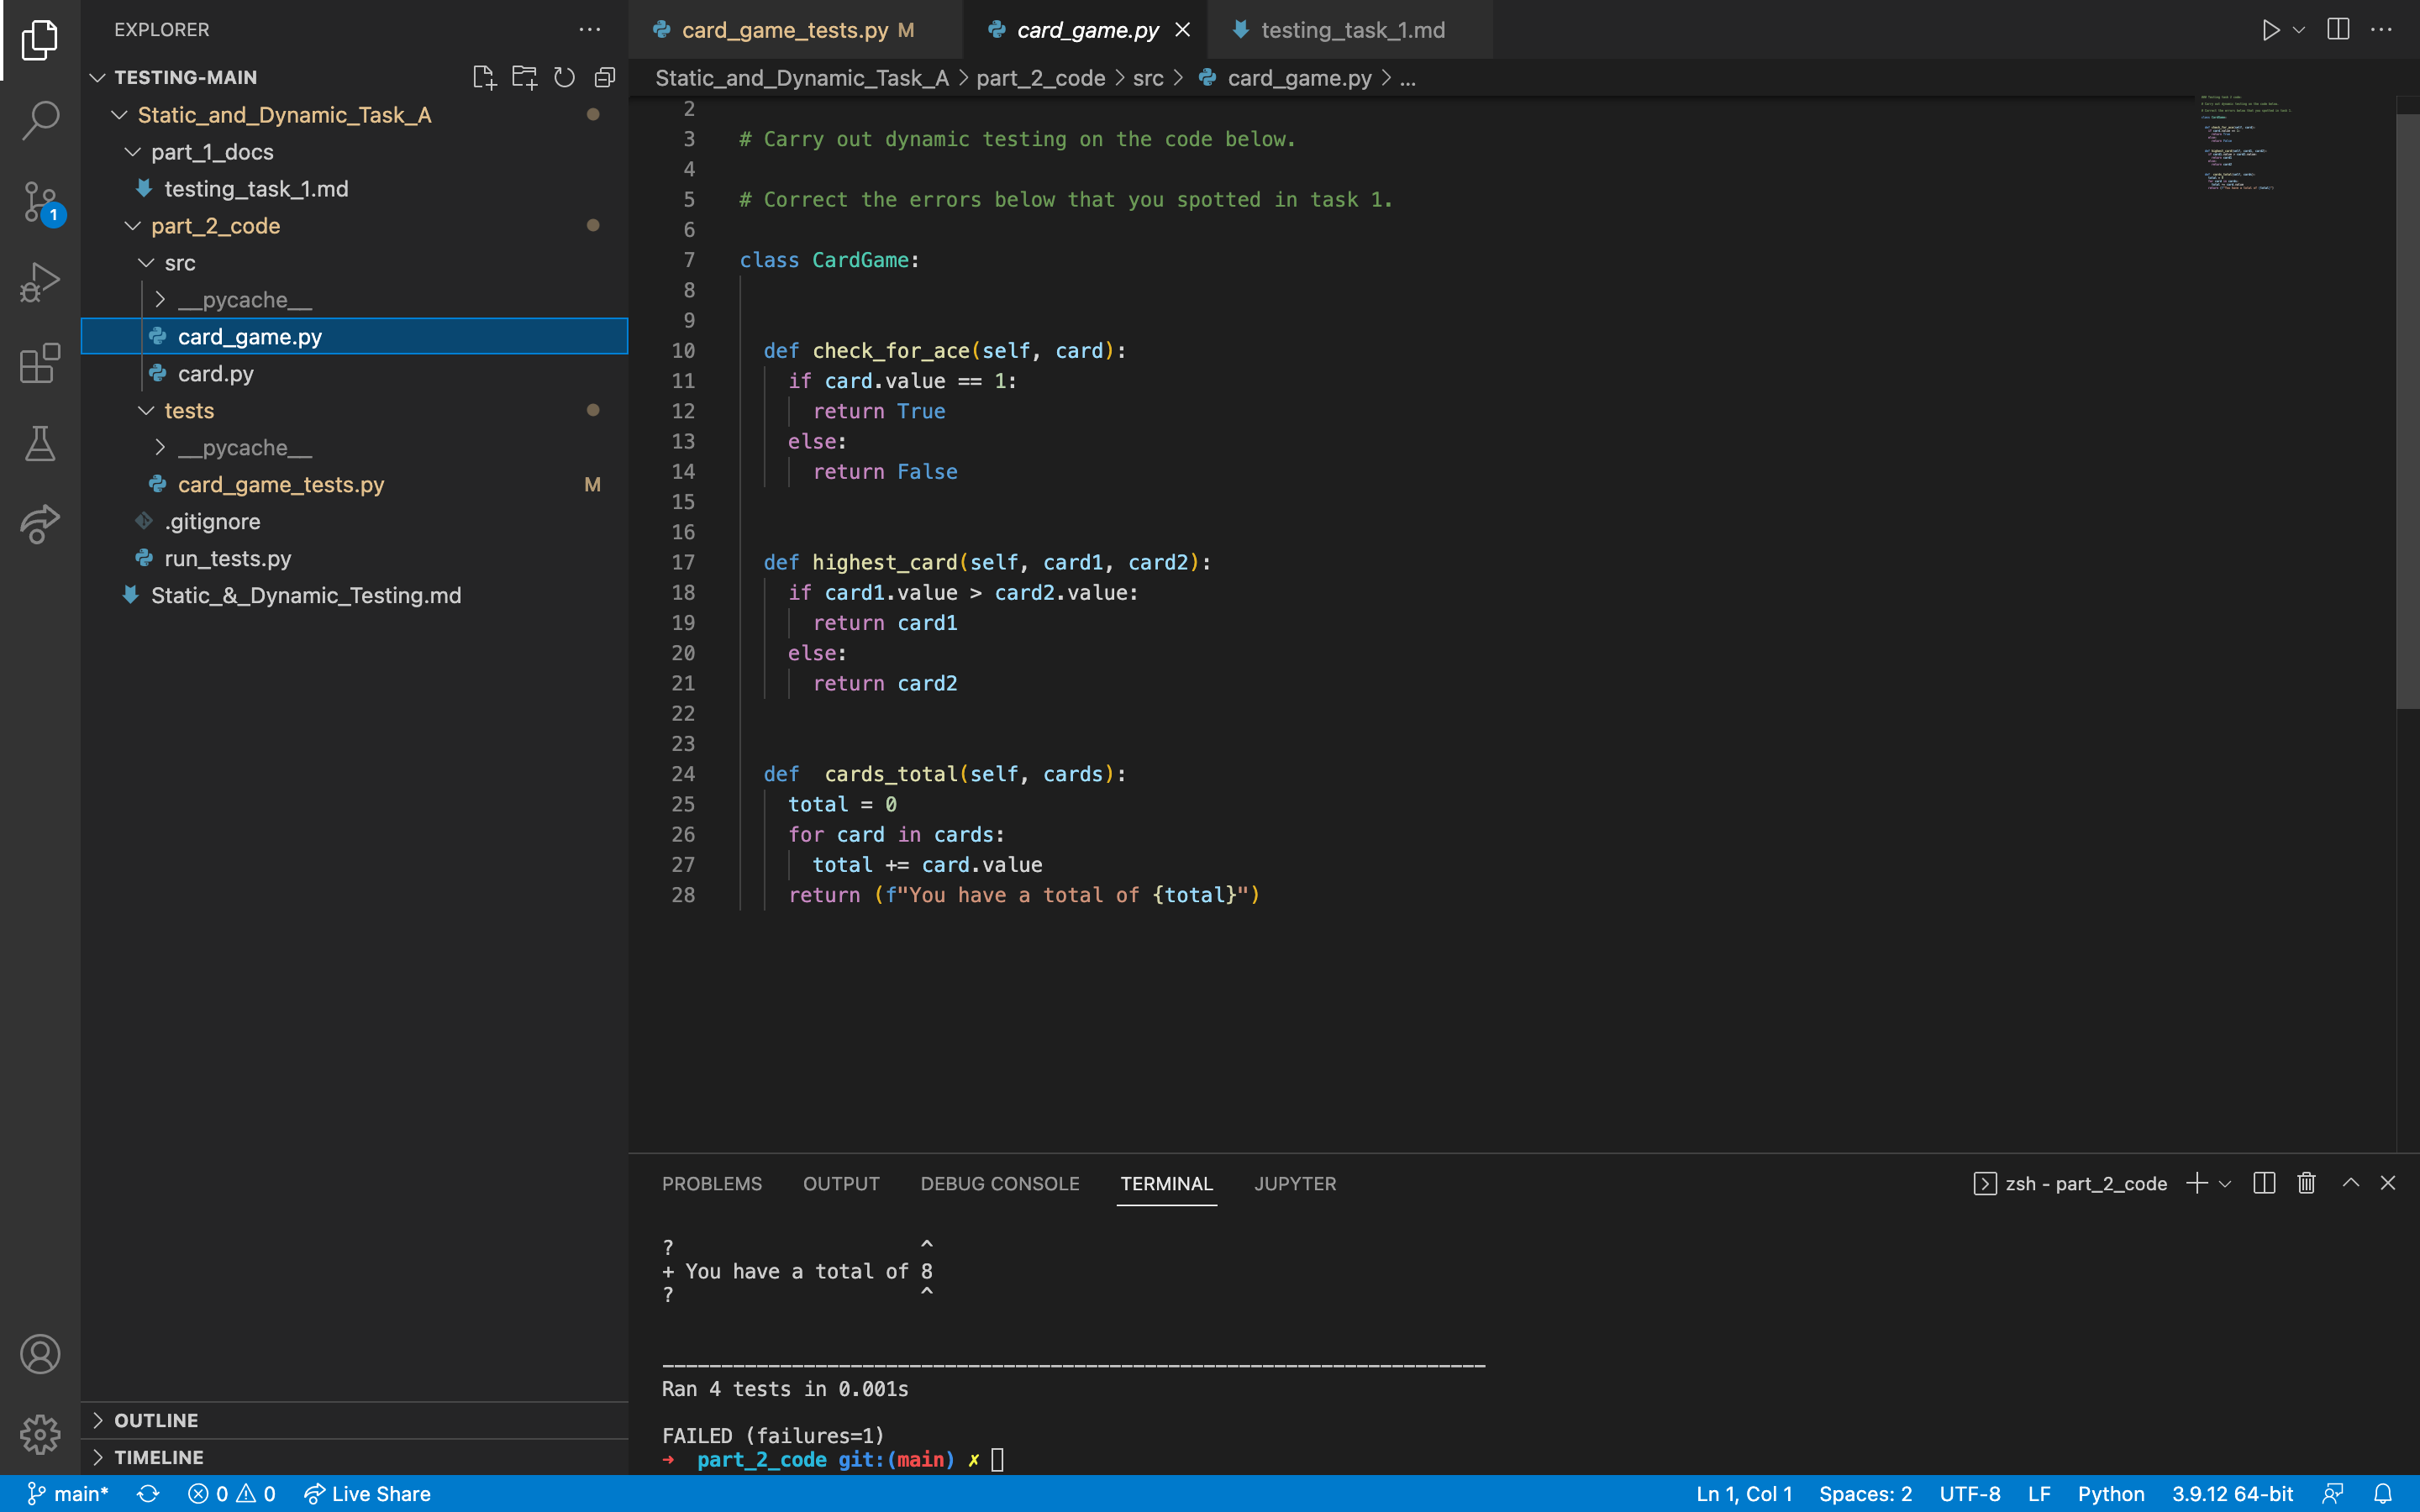 EXPLORER
TESTING-MAIN
Static_and_Dynamic_Task_A
part_1_docs
testing_task_1.md
part_2_code
src
__pycache__
card_game.py
card.py
tests
__pycache__
card_game_tests.py M
.gitignore
run_tests.py
Static_&_Dynamic_Testing.md
OUTLINE
TIMELINE
1
card_game_tests.py M
card_game.py
testing_task_1.md
Static_and_Dynamic_Task_A > part_2_code > src > card_game.py > ...
2
3 # Carry out dynamic testing on the code below.
4
5 # Correct the errors below that you spotted in task 1.
6
7 class CardGame:
8
9
10 def check_for_ace(self, card):
11 if card.value == 1:
12 return True
13 else:
14 return False
15
16
17 def highest_card(self, card1, card2):
18 if card1.value > card2.value:
19 return card1
20 else:
21 return card2
22
23
24 def  cards_total(self, cards):
25 total = 0
26 for card in cards:
27 total += card.value
28 return (f"You have a total of {total}")
PROBLEMS OUTPUT DEBUG CONSOLE TERMINAL JUPYTER
zsh - part_2_code
? ^
+ You have a total of 8
? ^
----------------------------------------------------------------------
Ran 4 tests in 0.001s
FAILED (failures=1)
→ part_2_code git:(main) ✗
main* 0 0 Live Share
Ln 1, Col 1 Spaces: 2 UTF-8 LF Python 3.9.12 64-bit